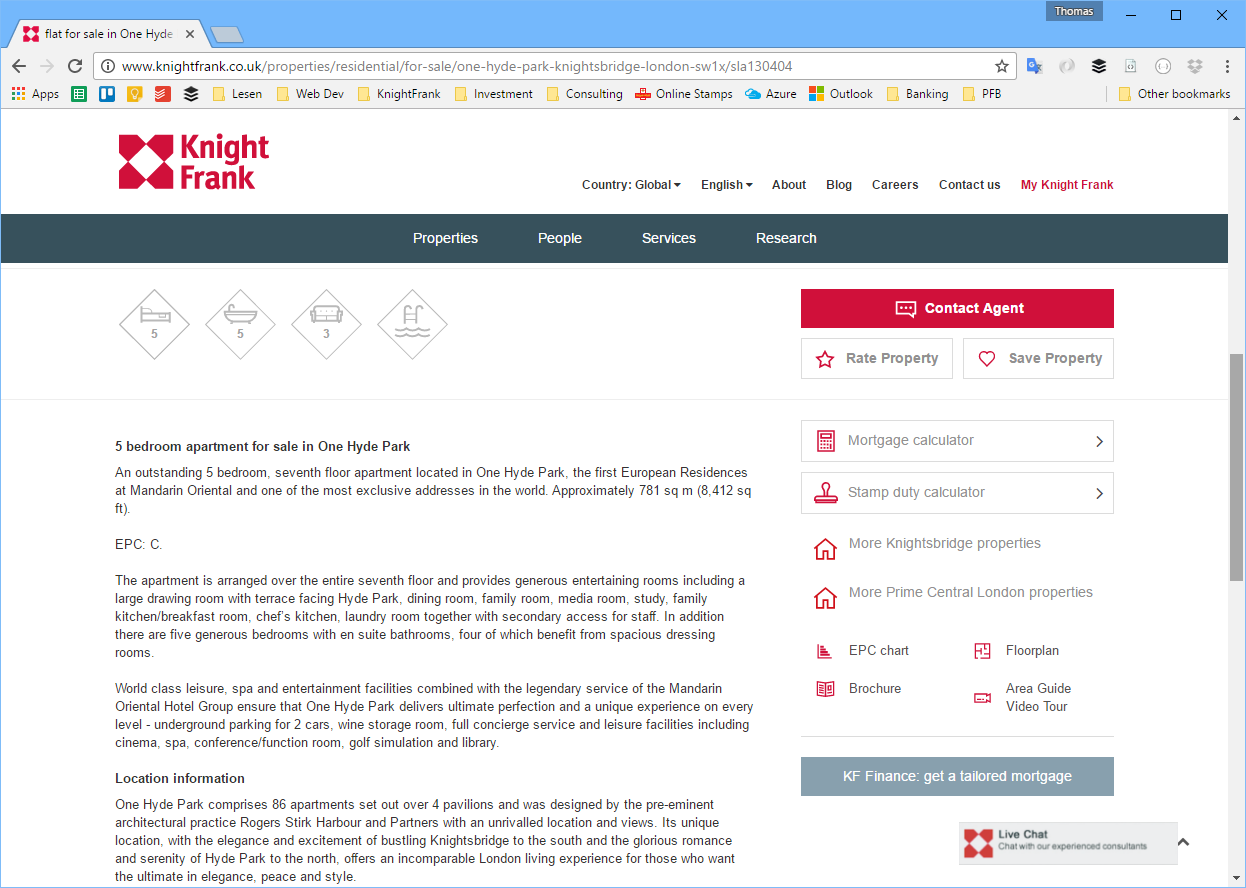 Thomas
flat for sale in One Hyde
www.knightfrank.co.uk/properties/residential/for-sale/one-hyde-park-knightsbridge-london-sw1x/sla130404
Apps Lesen Web Dev KnightFrank Investment Consulting Online Stamps Azure Outlook Banking PFB Other bookmarks
Knight
Frank
Country: Global English About Blog Careers Contact us My Knight Frank
Properties People Services Research
5 5 3
Contact Agent
Rate Property Save Property
5 bedroom apartment for sale in One Hyde Park
An outstanding 5 bedroom, seventh floor apartment located in One Hyde Park, the first European Residences
at Mandarin Oriental and one of the most exclusive addresses in the world. Approximately 781 sq m (8,412 sq
ft).
EPC: C.
The apartment is arranged over the entire seventh floor and provides generous entertaining rooms including a
large drawing room with terrace facing Hyde Park, dining room, family room, media room, study, family
kitchen/breakfast room, chef’s kitchen, laundry room together with secondary access for staff. In addition
there are five generous bedrooms with en suite bathrooms, four of which benefit from spacious dressing
rooms.
World class leisure, spa and entertainment facilities combined with the legendary service of the Mandarin
Oriental Hotel Group ensure that One Hyde Park delivers ultimate perfection and a unique experience on every
level - underground parking for 2 cars, wine storage room, full concierge service and leisure facilities including
cinema, spa, conference/function room, golf simulation and library.
Location information
One Hyde Park comprises 86 apartments set out over 4 pavilions and was designed by the pre-eminent
architectural practice Rogers Stirk Harbour and Partners with an unrivalled location and views. Its unique
location, with the elegance and excitement of bustling Knightsbridge to the south and the glorious romance
and serenity of Hyde Park to the north, offers an incomparable London living experience for those who want
the ultimate in elegance, peace and style.
Mortgage calculator
Stamp duty calculator
More Knightsbridge properties
More Prime Central London properties
EPC chart Floorplan
Brochure Area Guide
Video Tour
KF Finance: get a tailored mortgage
Live Chat
Chat with our experienced consultants